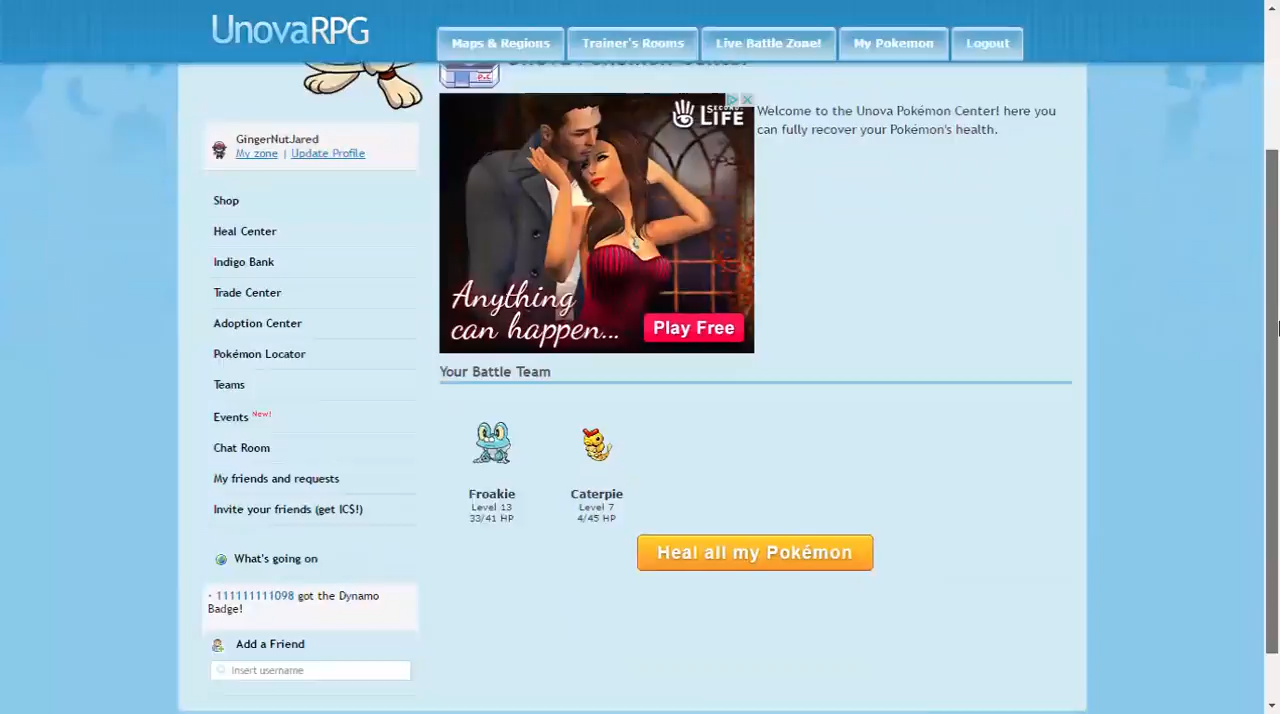 UnovaRPG
Maps & Regions
Trainer's Rooms
Live Battle Zone!
My Pokemon
Logout
P.C
GingerNutJared
My zone | Update Profile
Shop
Heal Center
Indigo Bank
Trade Center
Adoption Center
Pokémon Locator
Teams
Events New!
Chat Room
My friends and requests
Invite your friends (get ICS!)
What's going on
· 111111111098 got the Dynamo
Badge!
Add a Friend
Insert username
SECOND
LIFE
Anything
can happen...
Play Free
Welcome to the Unova Pokémon Center! here you
can fully recover your Pokémon's health.
Your Battle Team
Froakie
Level 13
33/41 HP
Caterpie
Level 7
4/45 HP
Heal all my Pokémon